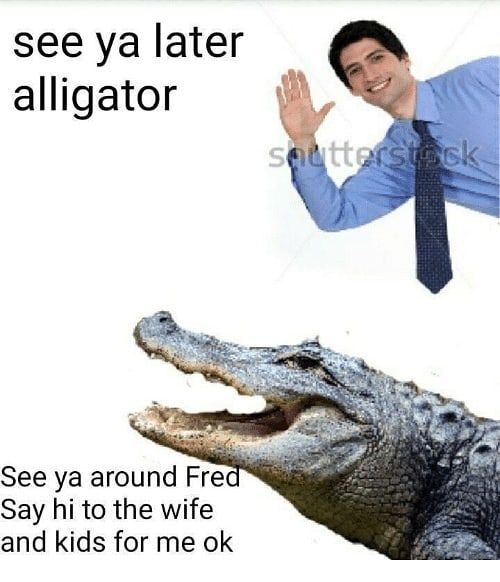 see ya later
alligator
shutterstock
See ya around Fred
Say hi to the wife
and kids for me ok